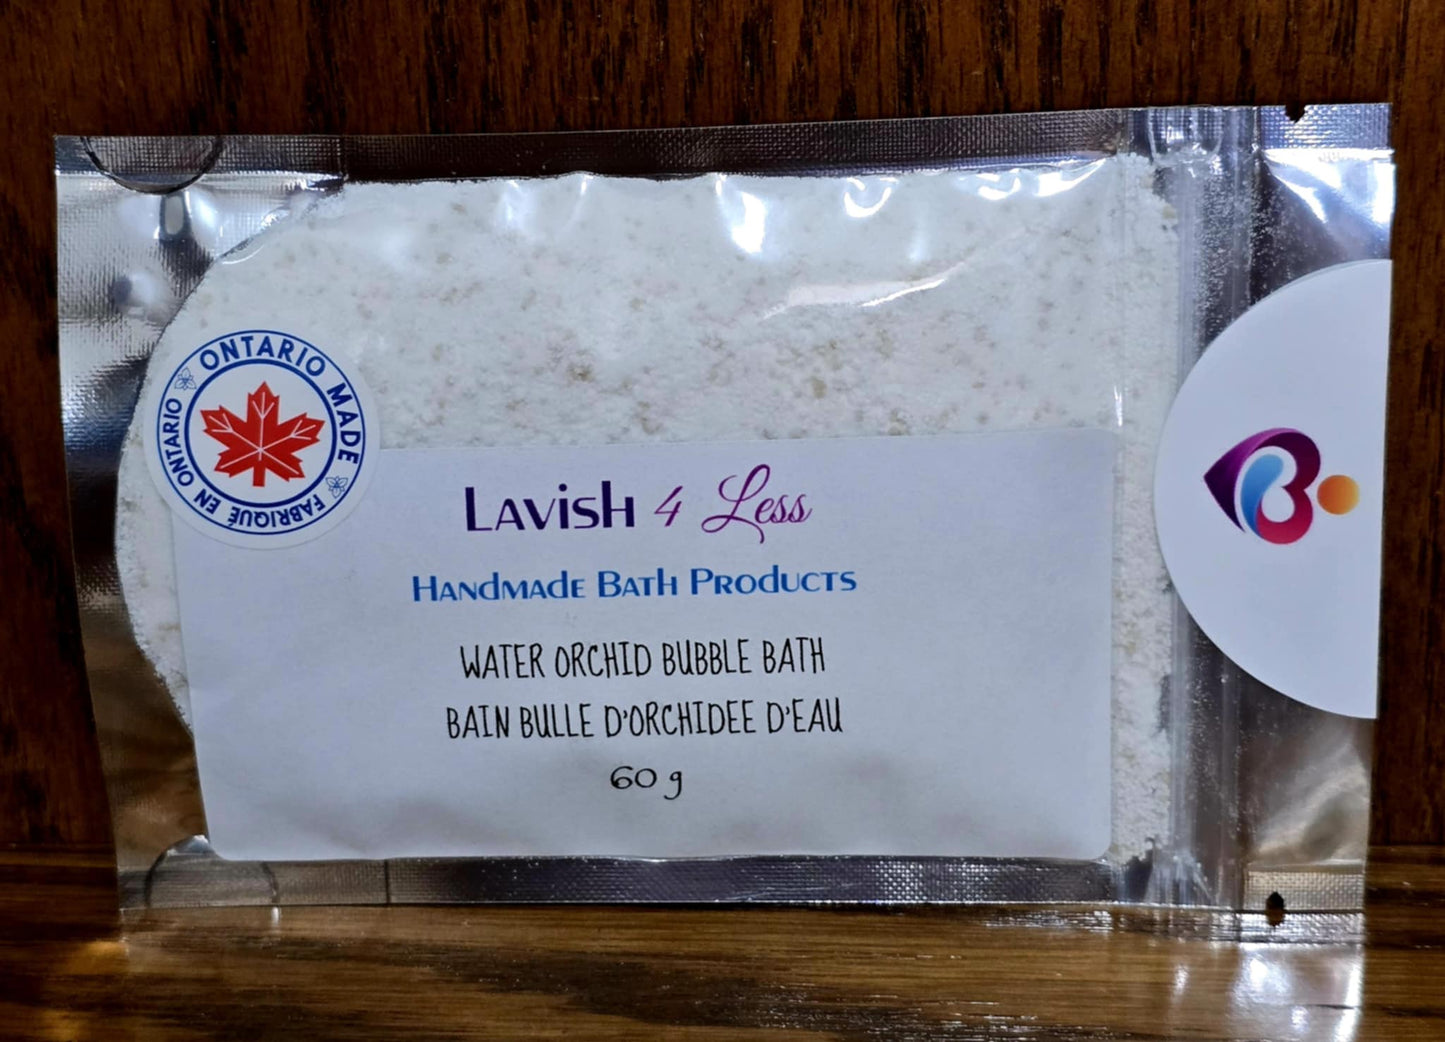 ONTARIO MADE
FABRIQUÉ EN ONTARIO
LAVISH 4 Less
HANDMADE BATH PRODUCTS
WATER ORCHID BUBBLE BATH
BAIN BULLE D'ORCHIDEE D'EAU
60 g